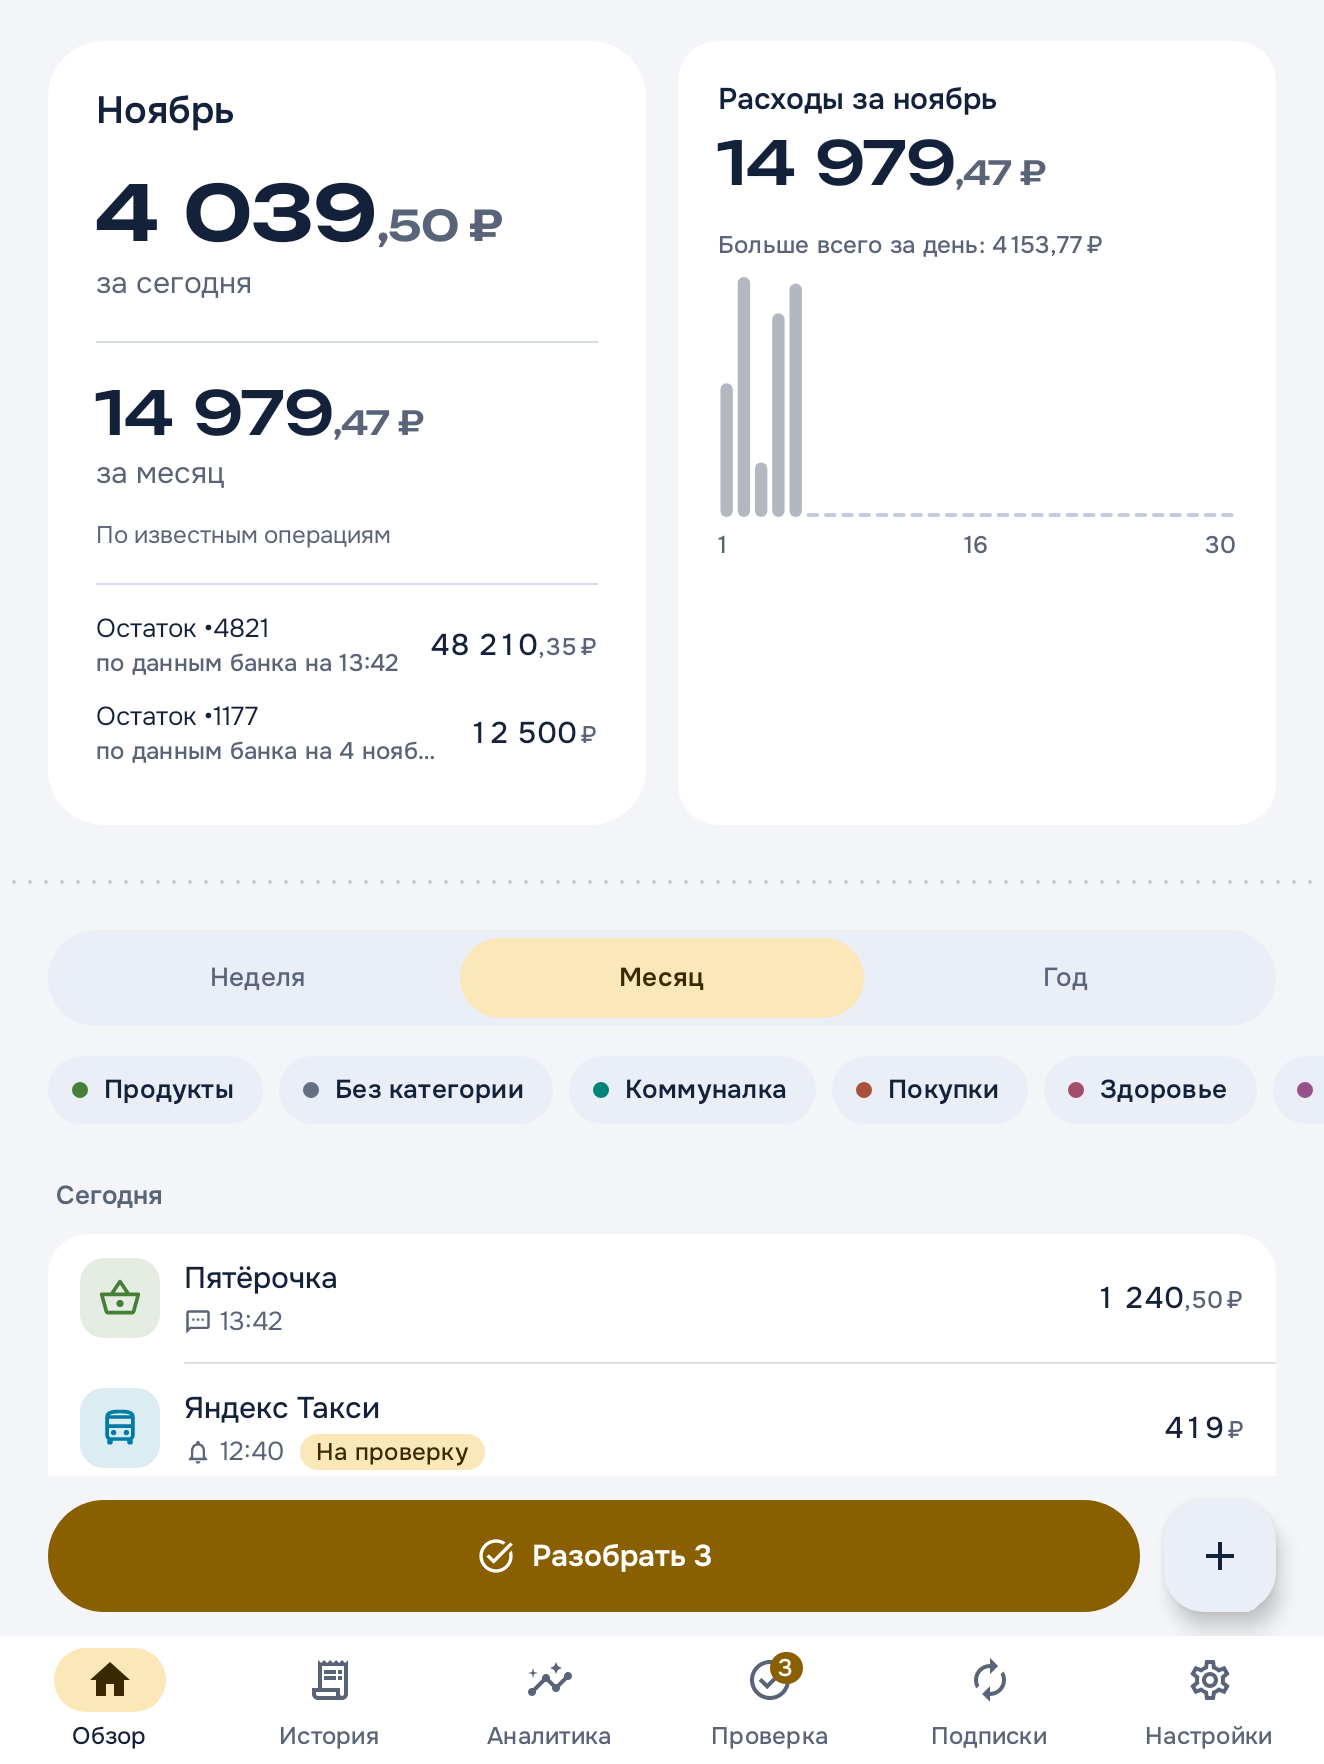 Ноябрь
4 039,50 ₽
за сегодня
14 979,47 ₽
за месяц
По известным операциям
Остаток •4821
по данным банка на 13:42
48 210,35 ₽
Остаток •1177
по данным банка на 4 нояб…
12 500 ₽
Расходы за ноябрь
14 979,47 ₽
Больше всего за день: 4 153,77 ₽
1 16 30
Неделя Месяц Год
Продукты Без категории Коммуналка Покупки Здоровье
Сегодня
Пятёрочка
13:42
1 240,50 ₽
Яндекс Такси
12:40 На проверку
419 ₽
Разобрать 3
3
Обзор История Аналитика Проверка Подписки Настройки